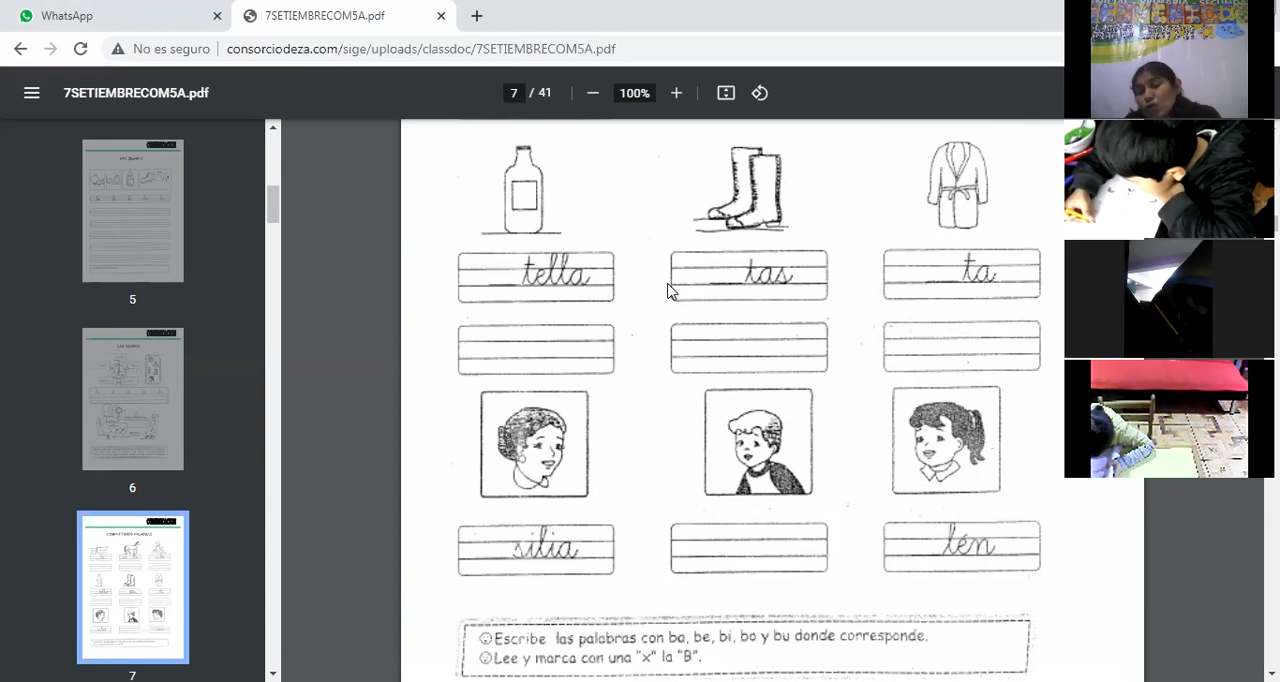 WhatsApp
7SETIEMBRECOM5A.pdf
No es seguro
consorciodeza.com/sige/uploads/classdoc/7SETIEMBRECOM5A.pdf
7SETIEMBRECOM5A.pdf
7 / 41
100%
5
6
7
tella tas ta
silia lén
Escribe las palabras con ba, be, bi, bo y bu donde corresponde.
Lee y marca con una "x" la "B".